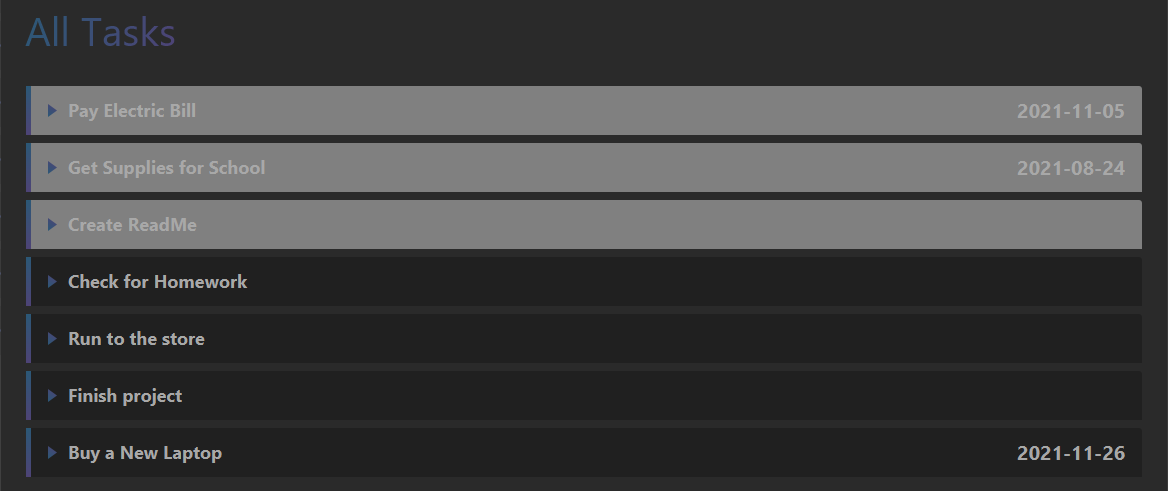 All Tasks
Pay Electric Bill 2021-11-05
Get Supplies for School 2021-08-24
Create ReadMe
Check for Homework
Run to the store
Finish project
Buy a New Laptop 2021-11-26